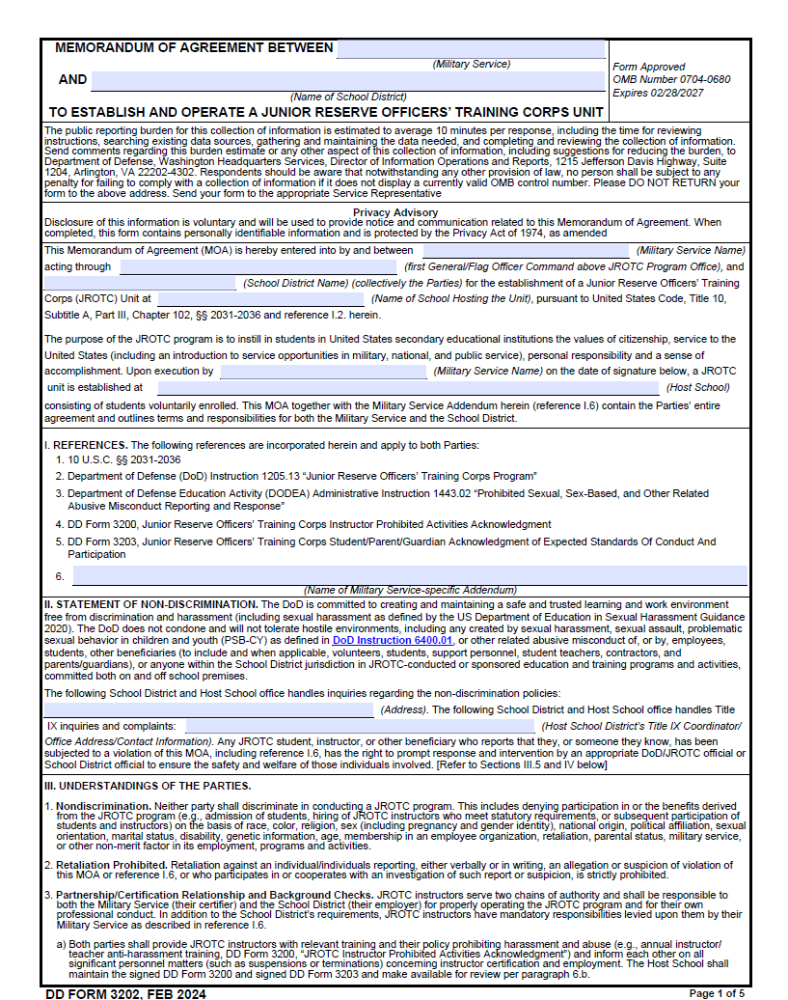 MEMORANDUM OF AGREEMENT BETWEEN
(Military Service)
AND
(Name of School District)
TO ESTABLISH AND OPERATE A JUNIOR RESERVE OFFICERS' TRAINING CORPS UNIT
Form Approved
OMB Number 0704-0680
Expires 02/28/2027
The public reporting burden for this collection of information is estimated to average 10 minutes per response, including the time for reviewing
instructions, searching existing data sources, gathering and maintaining the data needed, and completing and reviewing the collection of information.
Send comments regarding this burden estimate or any other aspect of this collection of information, including suggestions for reducing the burden, to
Department of Defense, Washington Headquarters Services, Director of Information Operations and Reports, 1215 Jefferson Davis Highway, Suite
1204, Arlington, VA 22202-4302. Respondents should be aware that notwithstanding any other provision of law, no person shall be subject to any
penalty for failing to comply with a collection of information if it does not display a currently valid OMB control number. Please DO NOT RETURN your
form to the above address. Send your form to the appropriate Service Representative
Privacy Advisory
Disclosure of this information is voluntary and will be used to provide notice and communication related to this Memorandum of Agreement. When
completed, this form contains personally identifiable information and is protected by the Privacy Act of 1974, as amended
This Memorandum of Agreement (MOA) is hereby entered into by and between (Military Service Name)
acting through (first General/Flag Officer Command above JROTC Program Office), and
(School District Name) (collectively the Parties) for the establishment of a Junior Reserve Officers' Training
Corps (JROTC) Unit at (Name of School Hosting the Unit), pursuant to United States Code, Title 10,
Subtitle A, Part III, Chapter 102, §§ 2031-2036 and reference I.2. herein.
The purpose of the JROTC program is to instill in students in United States secondary educational institutions the values of citizenship, service to the
United States (including an introduction to service opportunities in military, national, and public service), personal responsibility and a sense of
accomplishment. Upon execution by (Military Service Name) on the date of signature below, a JROTC
unit is established at (Host School)
consisting of students voluntarily enrolled. This MOA together with the Military Service Addendum herein (reference I.6) contain the Parties' entire
agreement and outlines terms and responsibilities for both the Military Service and the School District.
I. REFERENCES. The following references are incorporated herein and apply to both Parties:
1. 10 U.S.C. §§ 2031-2036
2. Department of Defense (DoD) Instruction 1205.13 "Junior Reserve Officers' Training Corps Program"
3. Department of Defense Education Activity (DODEA) Administrative Instruction 1443.02 "Prohibited Sexual, Sex-Based, and Other Related
Abusive Misconduct Reporting and Response"
4. DD Form 3200, Junior Reserve Officers' Training Corps Instructor Prohibited Activities Acknowledgment
5. DD Form 3203, Junior Reserve Officers' Training Corps Student/Parent/Guardian Acknowledgment of Expected Standards Of Conduct And
Participation
6.
(Name of Military Service-specific Addendum)
II. STATEMENT OF NON-DISCRIMINATION. The DoD is committed to creating and maintaining a safe and trusted learning and work environment
free from discrimination and harassment (including sexual harassment as defined by the US Department of Education in Sexual Harassment Guidance
2020). The DoD does not condone and will not tolerate hostile environments, including any created by sexual harassment, sexual assault, problematic
sexual behavior in children and youth (PSB-CY) as defined in DoD Instruction 6400.01, or other related abusive misconduct of, or by, employees,
students, other beneficiaries (to include and when applicable, volunteers, students, support personnel, student teachers, contractors, and
parents/guardians), or anyone within the School District jurisdiction in JROTC-conducted or sponsored education and training programs and activities,
committed both on and off school premises.
The following School District and Host School office handles inquiries regarding the non-discrimination policies:
(Address). The following School District and Host School office handles Title
IX inquiries and complaints: (Host School District's Title IX Coordinator/
Office Address/Contact Information). Any JROTC student, instructor, or other beneficiary who reports that they, or someone they know, has been
subjected to a violation of this MOA, including reference I.6, has the right to prompt response and intervention by an appropriate DoD/JROTC official or
School District official to ensure the safety and welfare of those individuals involved. [Refer to Sections III.5 and IV below]
III. UNDERSTANDINGS OF THE PARTIES.
1. Nondiscrimination. Neither party shall discriminate in conducting a JROTC program. This includes denying participation in or the benefits derived
from the JROTC program (e.g., admission of students, hiring of JROTC instructors who meet statutory requirements, or subsequent participation of
students and instructors) on the basis of race, color, religion, sex (including pregnancy and gender identity), national origin, political affiliation, sexual
orientation, marital status, disability, genetic information, age, membership in an employee organization, retaliation, parental status, military service,
or other non-merit factor in its employment, programs and activities.
2. Retaliation Prohibited. Retaliation against an individual/individuals reporting, either verbally or in writing, an allegation or suspicion of violation of
this MOA or reference I.6, or who participates in or cooperates with an investigation of such report or suspicion, is strictly prohibited.
3. Partnership/Certification Relationship and Background Checks. JROTC instructors serve two chains of authority and shall be responsible to
both the Military Service (their certifier) and the School District (their employer) for properly operating the JROTC program and for their own
professional conduct. In addition to the School District's requirements, JROTC instructors have mandatory responsibilities levied upon them by their
Military Service as described in reference I.6.
a) Both parties shall provide JROTC instructors with relevant training and their policy prohibiting harassment and abuse (e.g., annual instructor/
teacher anti-harassment training, DD Form 3200, "JROTC Instructor Prohibited Activities Acknowledgment") and inform each other on all
significant personnel matters (such as suspensions or terminations) concerning instructor certification and employment. The Host School shall
maintain the signed DD Form 3200 and signed DD Form 3203 and make available for review per paragraph 6.b.
DD FORM 3202, FEB 2024
Page 1 of 5